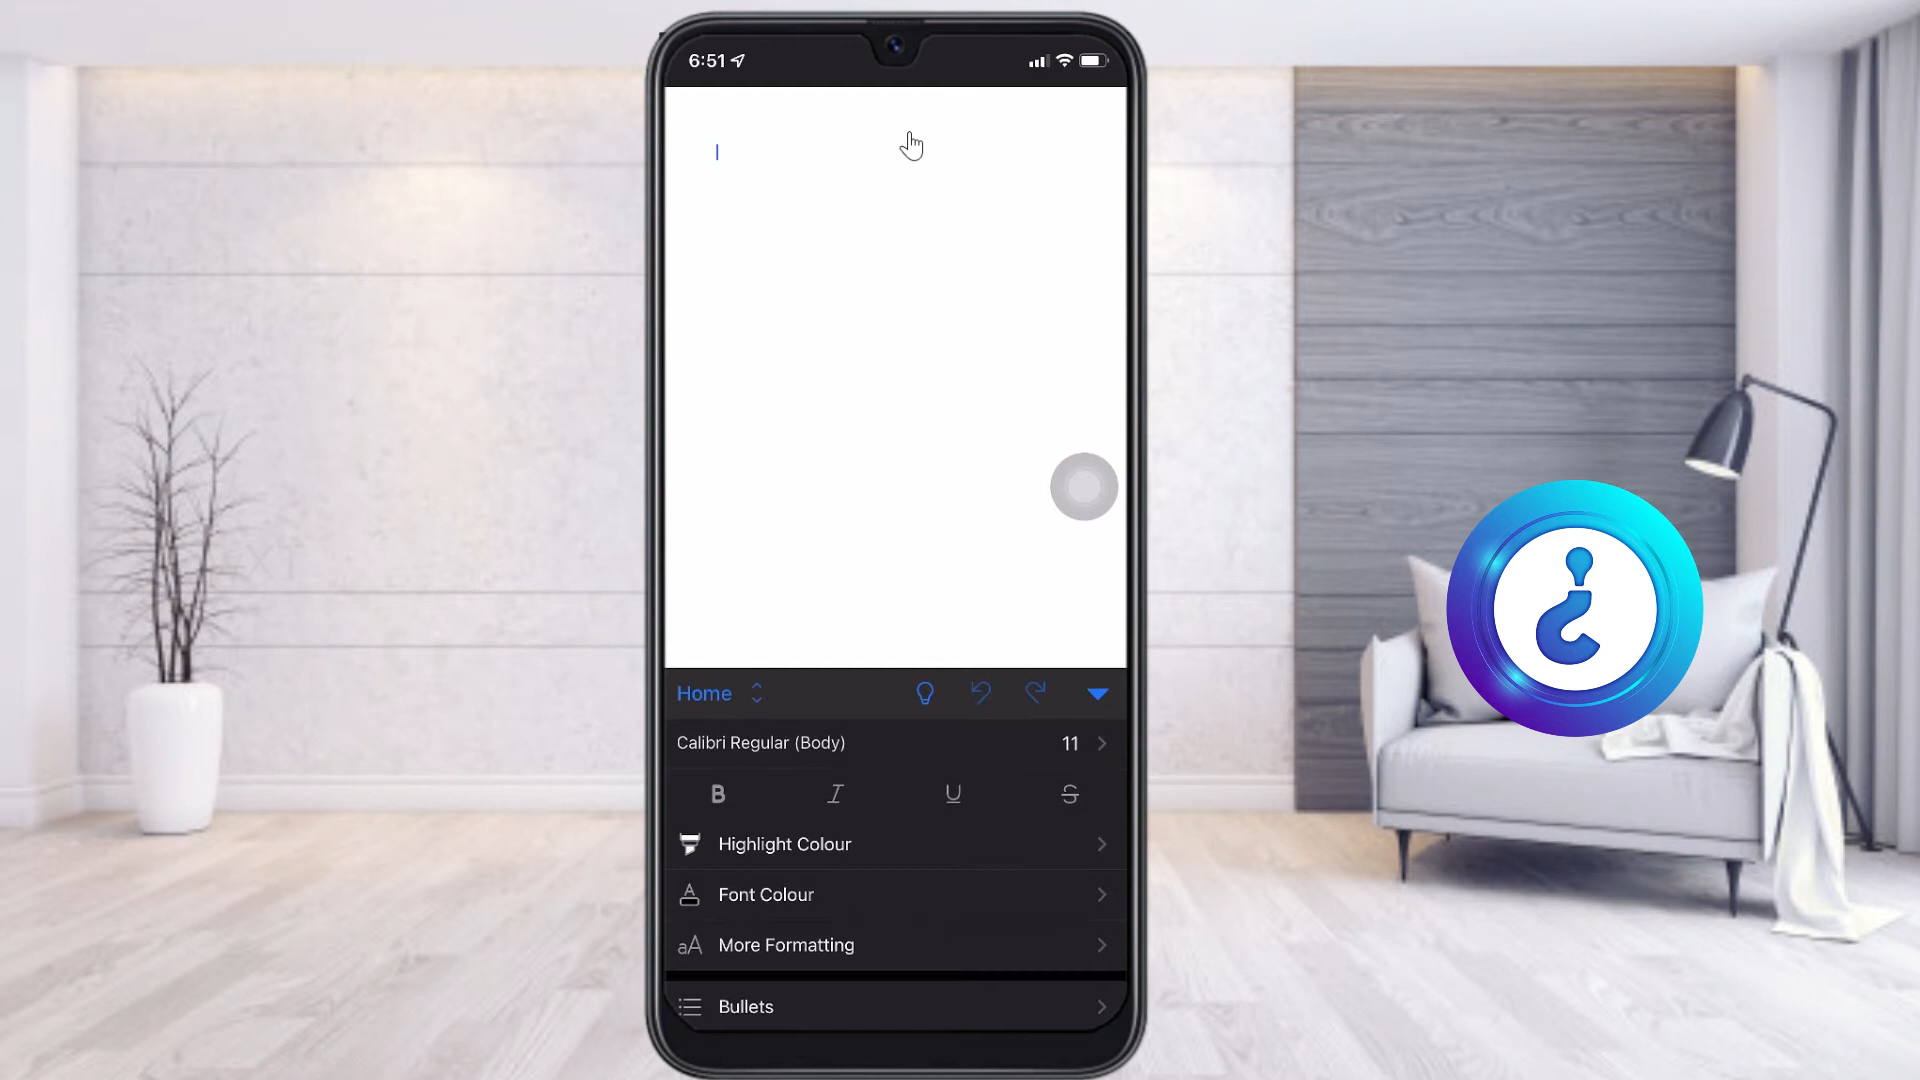 6:51
Home
Calibri Regular (Body) 11
B I U S
Highlight Colour
A Font Colour
aA More Formatting
Bullets